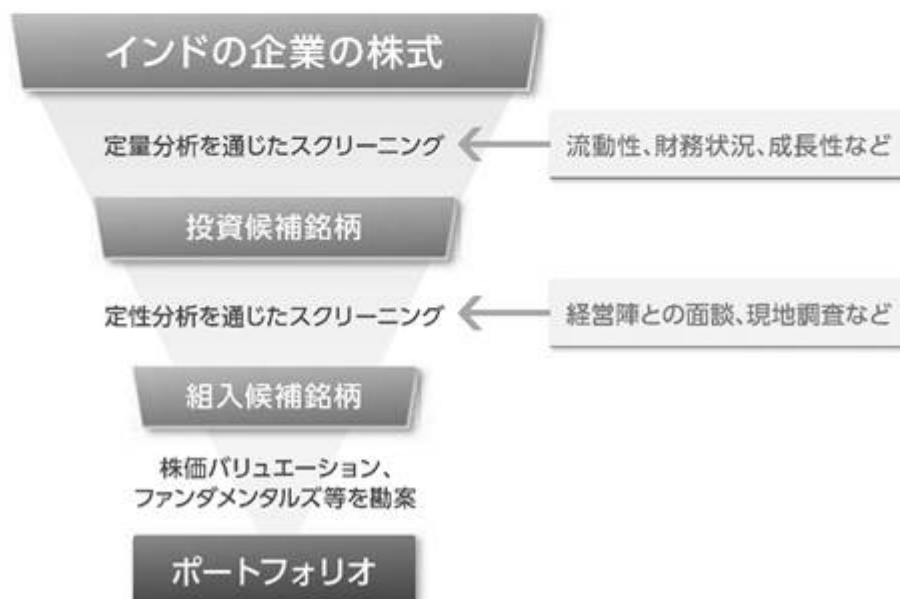 インドの企業の株式
定量分析を通じたスクリーニング
流動性、財務状況、成長性など
投資候補銘柄
定性分析を通じたスクリーニング
経営陣との面談、現地調査など
組入候補銘柄
株価バリュエーション、
ファンダメンタルズ等を勘案
ポートフォリオ